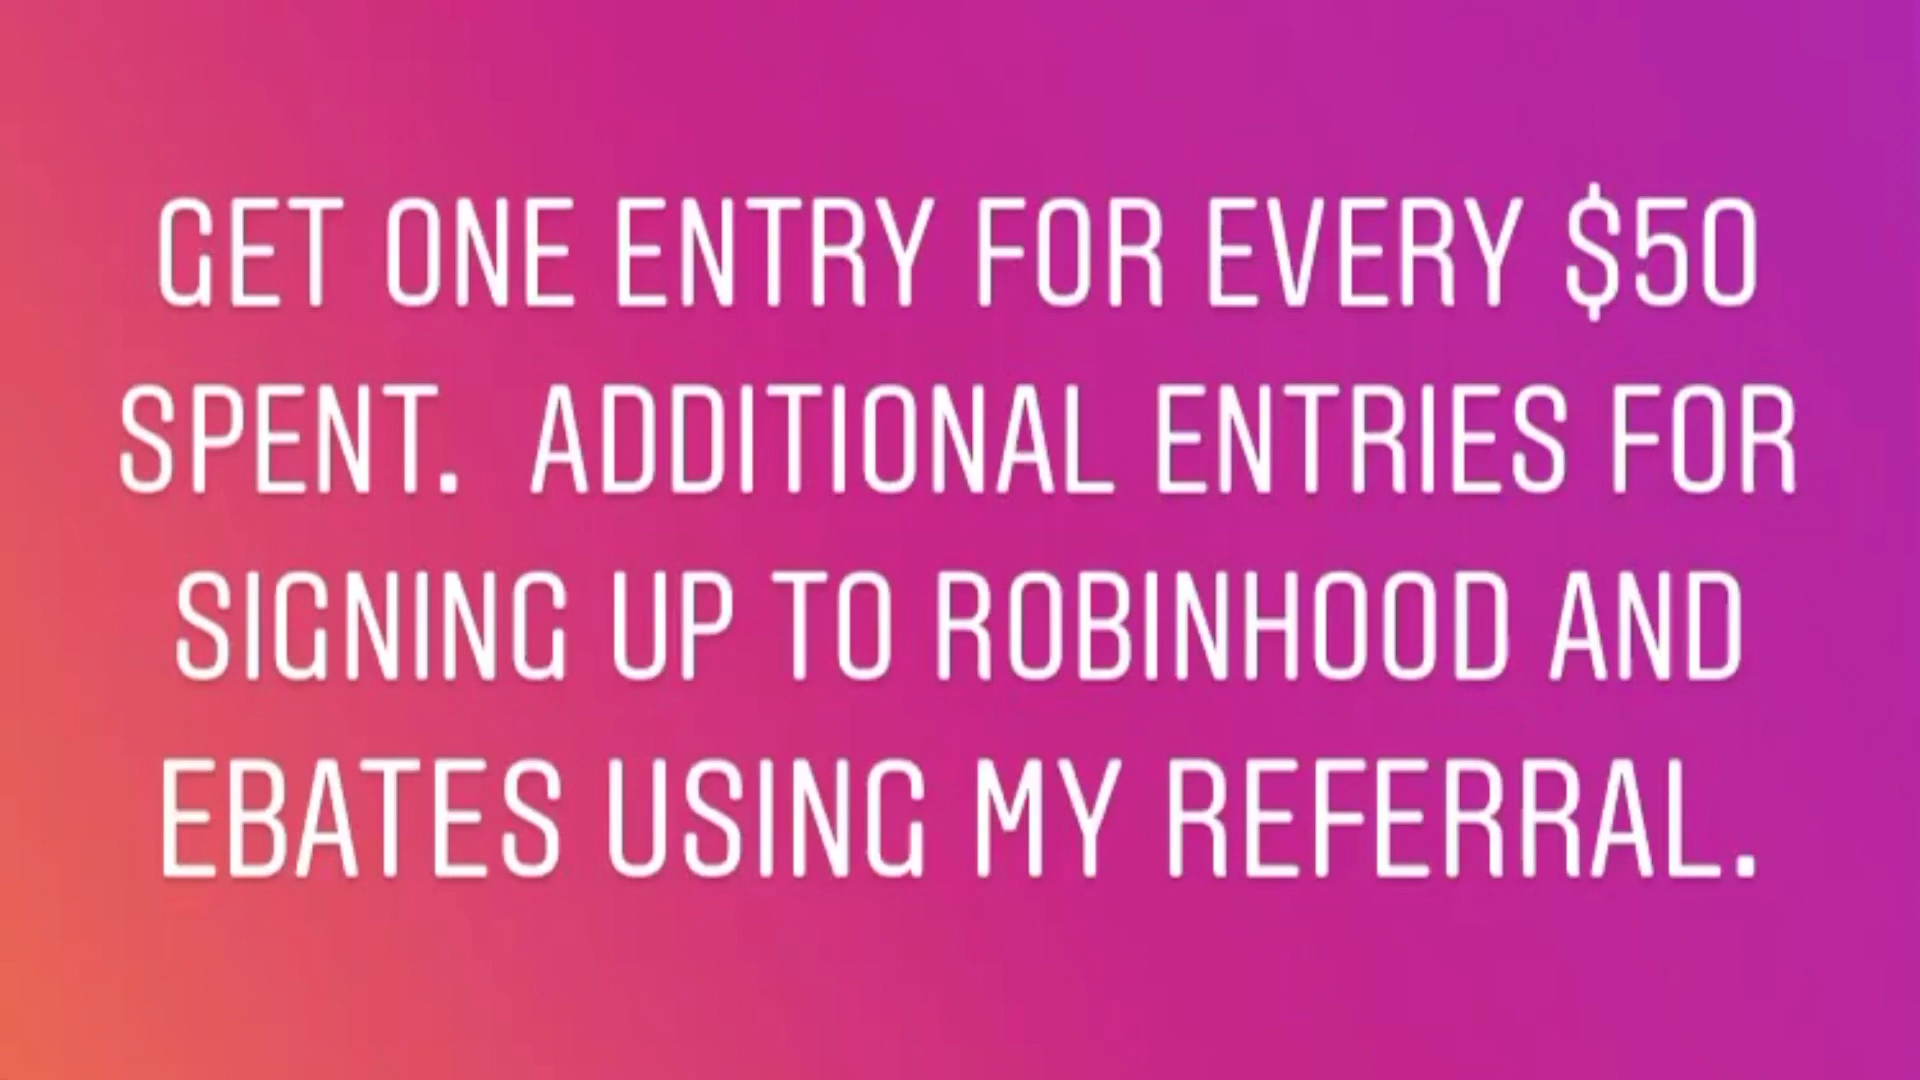 GET ONE ENTRY FOR EVERY $50
SPENT.  ADDITIONAL ENTRIES FOR
SIGNING UP TO ROBINHOOD AND
EBATES USING MY REFERRAL.